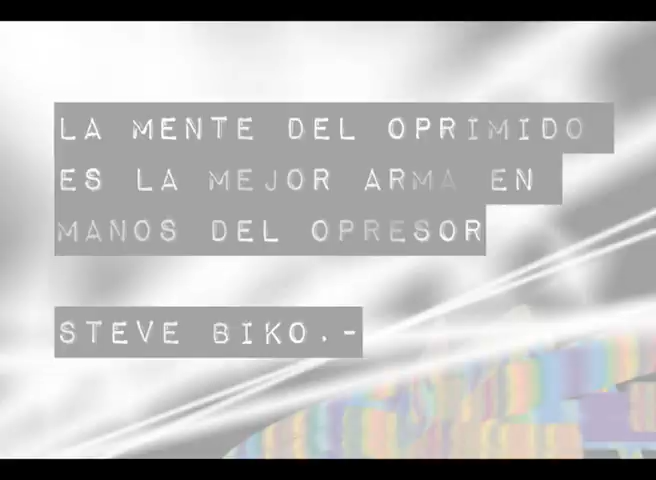 LA MENTE DEL OPRIMIDO
ES LA MEJOR ARMA EN
MANOS DEL OPRESOR
STEVE BIKO.-